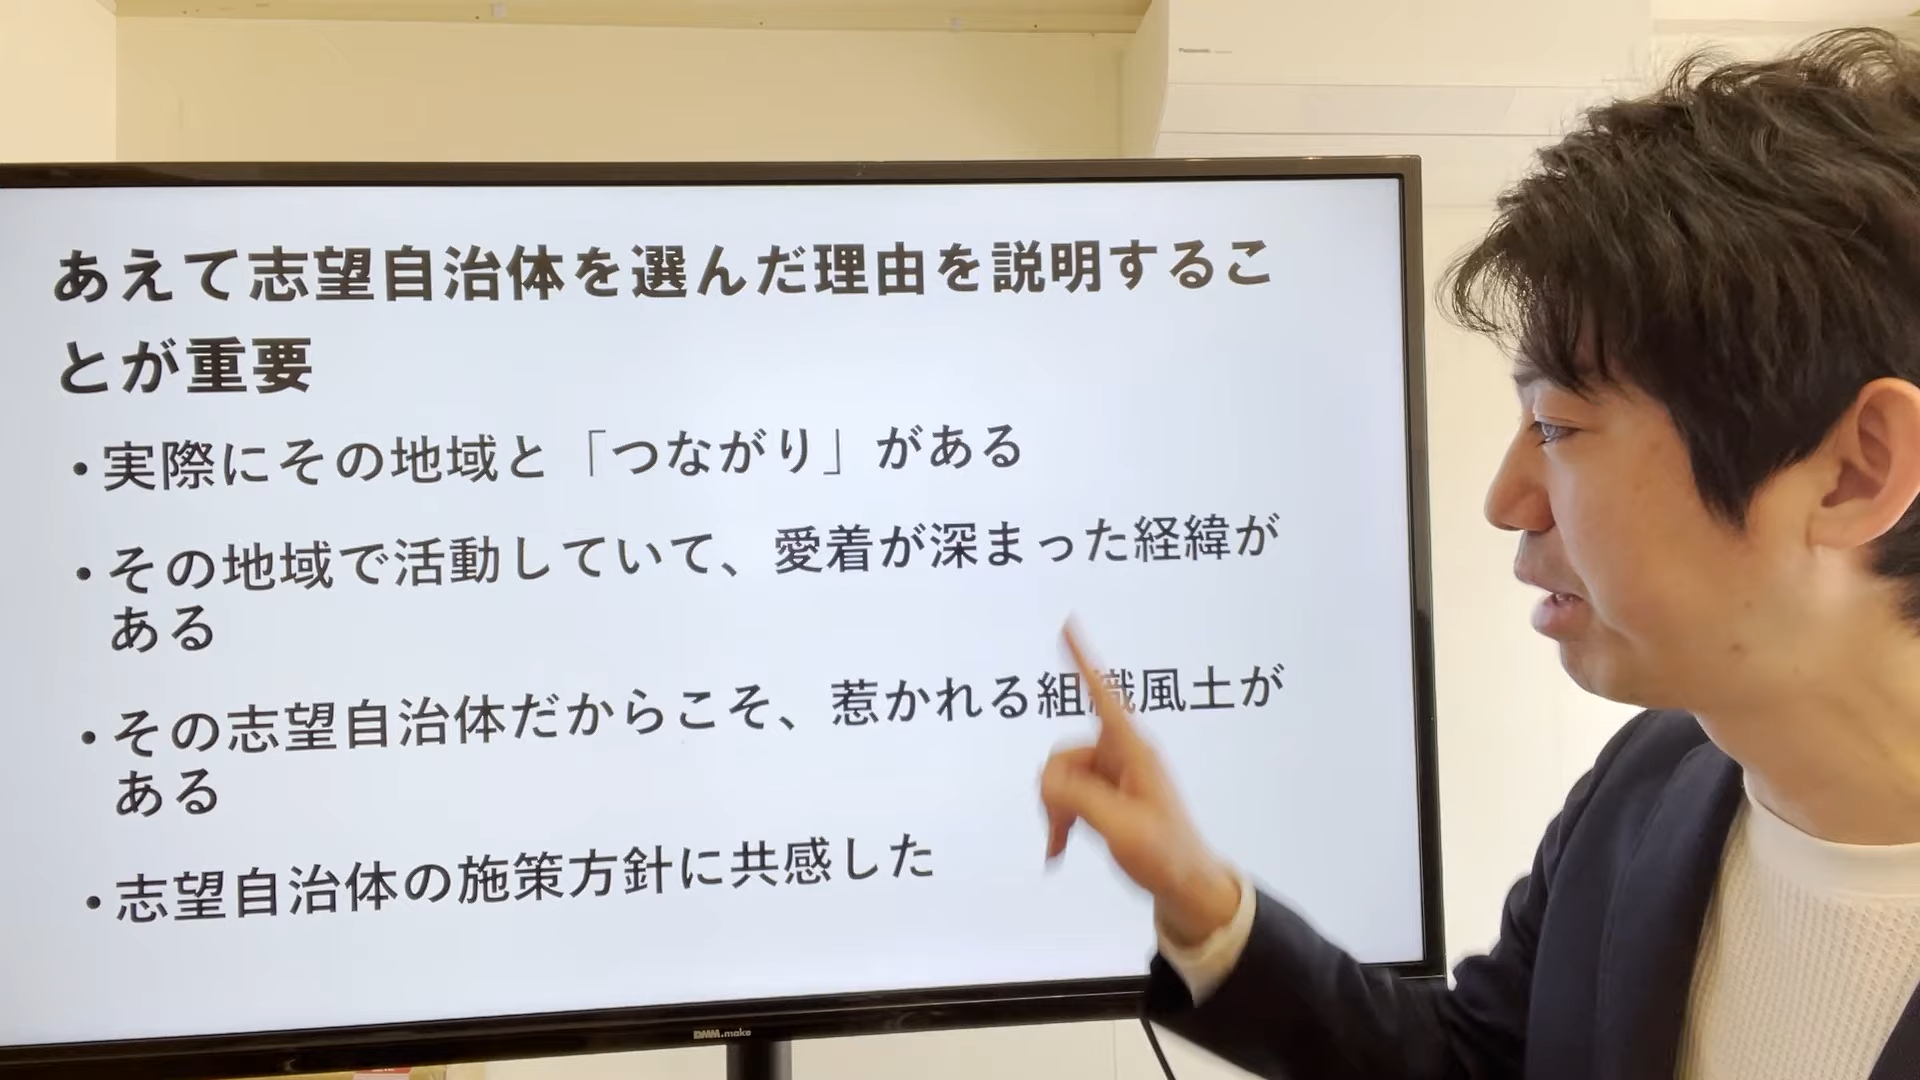 Panasonic
あえて志望自治体を選んだ理由を説明するこ
とが重要
・実際にその地域と「つながり」がある
・その地域で活動していて、愛着が深まった経緯が
ある
・その志望自治体だからこそ、惹かれる組織風土が
ある
・志望自治体の施策方針に共感した
DMM.make